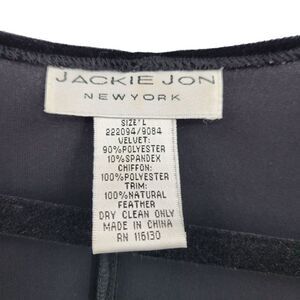 JACKIE JON
NEW YORK
SIZE: L
222094/9084
VELVET:
90%POLYESTER
10%SPANDEX
CHIFFON:
100%POLYESTER
TRIM:
100%NATURAL
FEATHER
DRY CLEAN ONLY
MADE IN CHINA
RN 116130